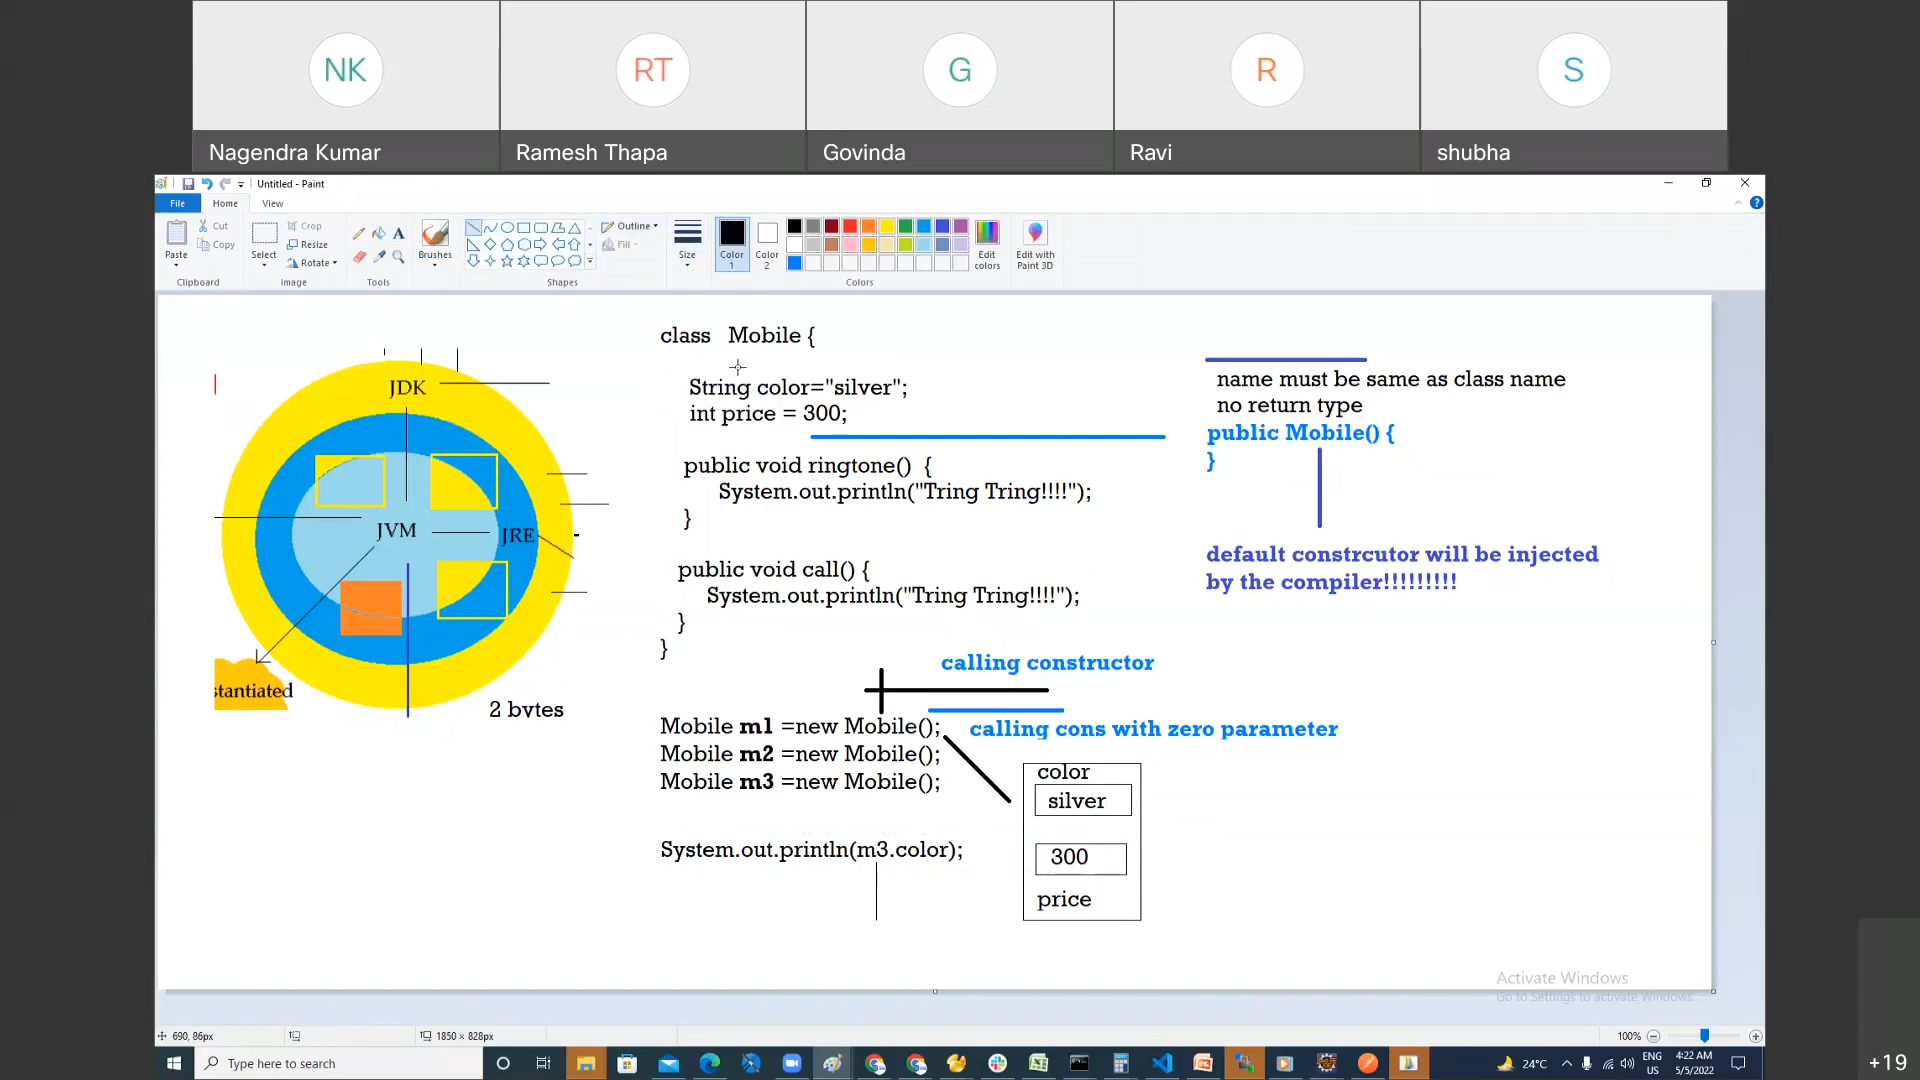 NK
RT
G
R
S
Nagendra Kumar
Ramesh Thapa
Govinda
Ravi
shubha
Untitled - Paint
File
Home
View
Paste
Cut
Copy
Clipboard
Select
Crop
Resize
Rotate
Image
A
Tools
Brushes
Outline
Fill
Shapes
Size
Color
1
Color
2
Edit
colors
Edit with
Paint 3D
Colors
JDK
JVM
JRE
stantiated
2 bytes
class Mobile {
String color="silver";
int price = 300;
public void ringtone() {
System.out.println("Tring Tring!!!!");
}
public void call() {
System.out.println("Tring Tring!!!!");
}
}
name must be same as class name
no return type
public Mobile() {
}
default constrcutor will be injected
by the compiler!!!!!!!!!
calling constructor
calling cons with zero parameter
Mobile m1 =new Mobile();
Mobile m2 =new Mobile();
Mobile m3 =new Mobile();
System.out.println(m3.color);
color
silver
300
price
Activate Windows
Go to Settings to activate Windows.
690, 86px
1850 × 828px
100%
Type here to search
24°C
ENG
US
4:22 AM
5/5/2022
+19